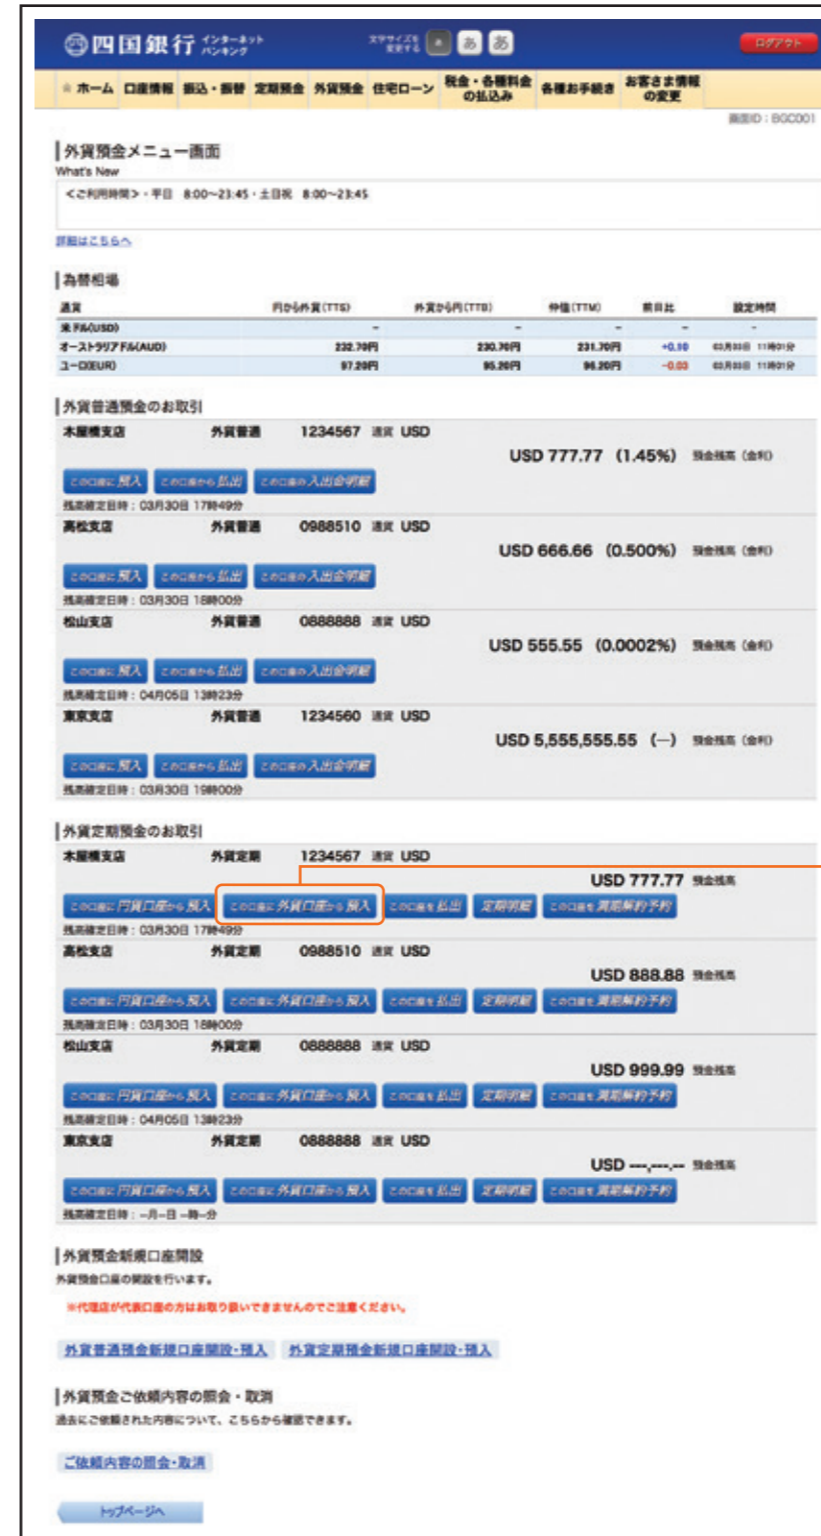 四国銀行 インターネットバンキング 文字サイズを変更する あ あ ログアウト
ホーム 口座情報 振込・振替 定期預金 外貨預金 住宅ローン 税金・各種料金の払込み 各種お手続き お客さま情報の変更
画面ID：BGC001
外貨預金メニュー画面
What's New
＜ご利用時間＞・平日 8:00～23:45・土日祝 8:00～23:45
詳細はこちらへ
為替相場
通貨 円から外貨(TTS) 外貨から円(TTB) 仲値(TTM) 前日比 設定時間
米ドル(USD) - - - - -
オーストラリアドル(AUD) 232.70円 230.70円 231.70円 +0.10 03月03日 11時01分
ユーロ(EUR) 97.20円 95.20円 96.20円 -0.03 03月03日 11時01分
外貨普通預金のお取引
木屋橋支店 外貨普通 1234567 通貨 USD
USD 777.77 (1.45%) 預金残高（金利）
この口座に預入 この口座から払出 この口座の入出金明細
残高確定日時：03月30日 17時49分
高松支店 外貨普通 0988510 通貨 USD
USD 666.66 (0.500%) 預金残高（金利）
この口座に預入 この口座から払出 この口座の入出金明細
残高確定日時：03月30日 18時00分
松山支店 外貨普通 0888888 通貨 USD
USD 555.55 (0.0002%) 預金残高（金利）
この口座に預入 この口座から払出 この口座の入出金明細
残高確定日時：04月05日 13時23分
東京支店 外貨普通 1234560 通貨 USD
USD 5,555,555.55 (―) 預金残高（金利）
この口座に預入 この口座から払出 この口座の入出金明細
残高確定日時：03月30日 19時00分
外貨定期預金のお取引
木屋橋支店 外貨定期 1234567 通貨 USD
USD 777.77 預金残高
この口座に円貨口座から預入 この口座に外貨口座から預入 この口座を払出 定期明細 この口座を満期解約予約
残高確定日時：03月30日 17時49分
高松支店 外貨定期 0988510 通貨 USD
USD 888.88 預金残高
この口座に円貨口座から預入 この口座に外貨口座から預入 この口座を払出 定期明細 この口座を満期解約予約
残高確定日時：03月30日 18時00分
松山支店 外貨定期 0888888 通貨 USD
USD 999.99 預金残高
この口座に円貨口座から預入 この口座に外貨口座から預入 この口座を払出 定期明細 この口座を満期解約予約
残高確定日時：04月05日 13時23分
東京支店 外貨定期 0888888 通貨 USD
USD ---,---.-- 預金残高
この口座に円貨口座から預入 この口座に外貨口座から預入 この口座を払出 定期明細 この口座を満期解約予約
残高確定日時：--月--日 --時--分
外貨預金新規口座開設
外貨預金口座の開設を行います。
※代理店が代表口座の方はお取り扱いできませんのでご注意ください。
外貨普通預金新規口座開設・預入 外貨定期預金新規口座開設・預入
外貨預金ご依頼内容の照会・取消
過去にご依頼された内容について、こちらから確認できます。
ご依頼内容の照会・取消
トップページへ